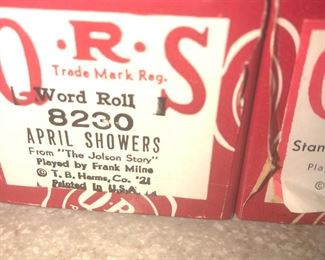 Q·R·S
Trade Mark Reg.
Word Roll
8230
APRIL SHOWERS
From "The Jolson Story"
Played by Frank Milne
© T. B. Harms, Co. '21
Printed in U.S.A.
Stan
Pla
©